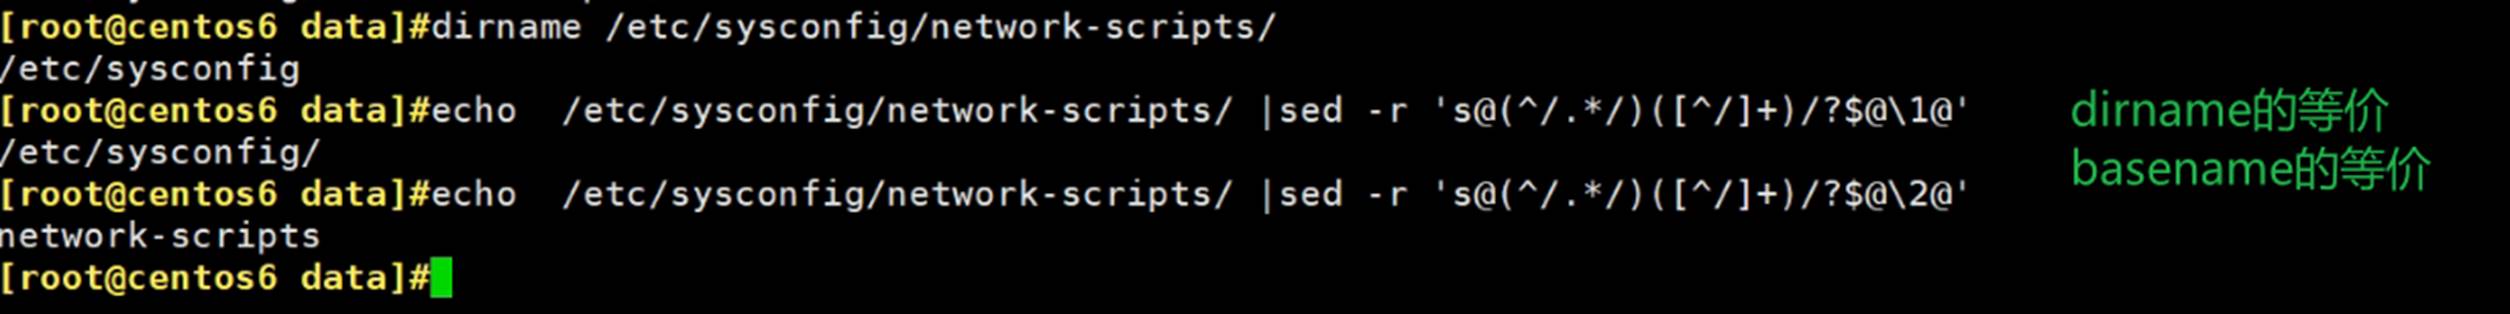 [root@centos6 data]#dirname /etc/sysconfig/network-scripts/
/etc/sysconfig
[root@centos6 data]#echo  /etc/sysconfig/network-scripts/ |sed -r 's@(^/.*/)([^/]+)/?$@\1@'
dirname的等价
/etc/sysconfig/
basename的等价
[root@centos6 data]#echo  /etc/sysconfig/network-scripts/ |sed -r 's@(^/.*/)([^/]+)/?$@\2@'
network-scripts
[root@centos6 data]#